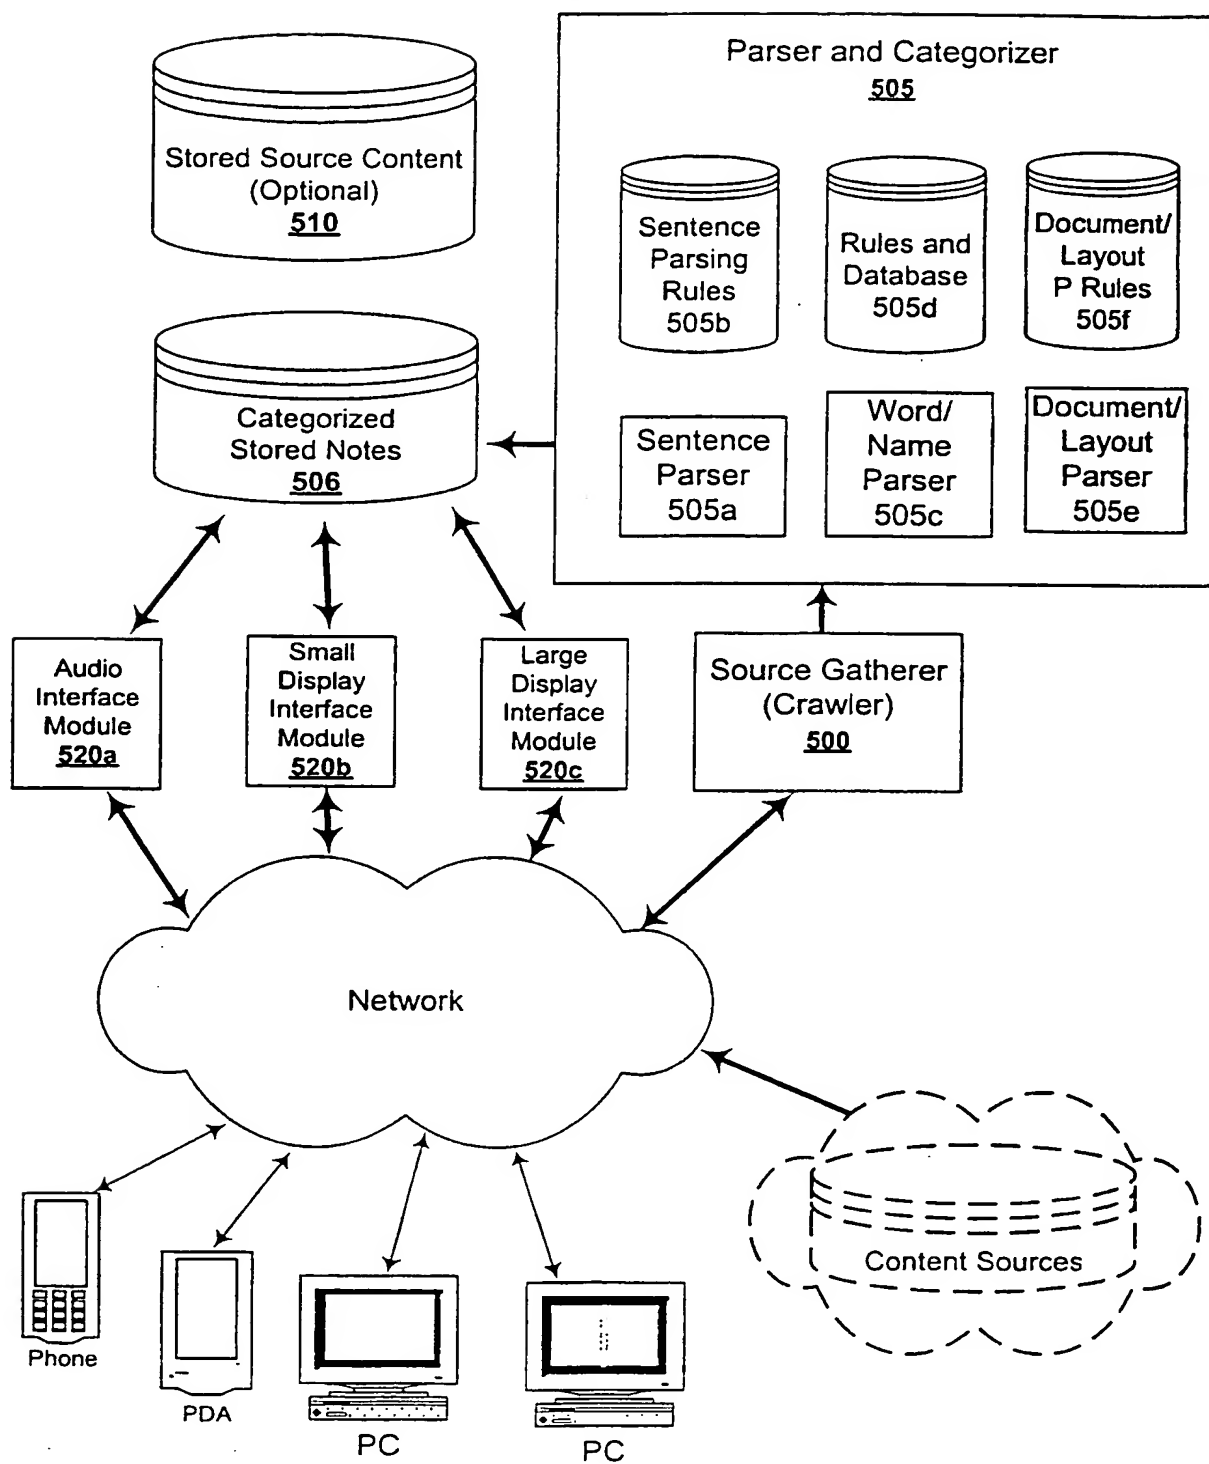 Parser and Categorizer
505
Stored Source Content
(Optional)
510
Sentence
Parsing
Rules
505b
Rules and
Database
505d
Document/
Layout
P Rules
505f
Categorized
Stored Notes
506
Sentence
Parser
505a
Word/
Name
Parser
505c
Document/
Layout
Parser
505e
Audio
Interface
Module
520a
Small
Display
Interface
Module
520b
Large
Display
Interface
Module
520c
Source Gatherer
(Crawler)
500
Network
Content Sources
Phone
PDA
PC
PC